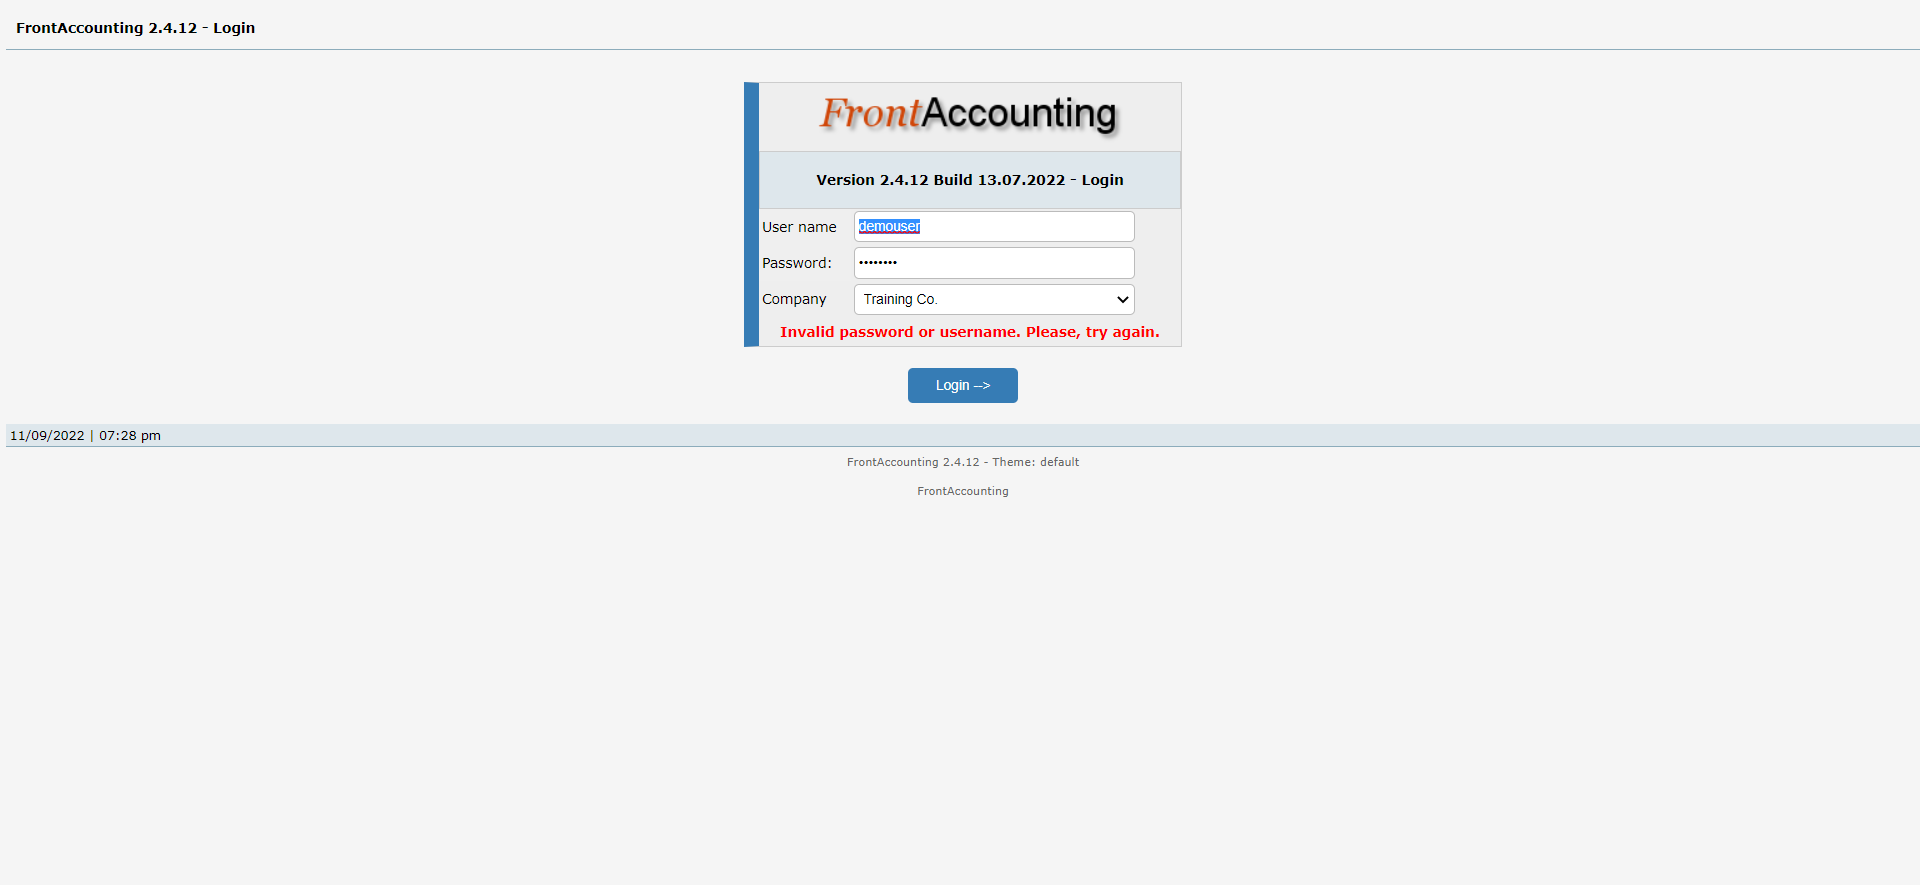 FrontAccounting 2.4.12 - Login
FrontAccounting
Version 2.4.12 Build 13.07.2022 - Login
User name demouser
Password: ••••••••
Company Training Co.
Invalid password or username. Please, try again.
Login -->
11/09/2022 | 07:28 pm
FrontAccounting 2.4.12 - Theme: default
FrontAccounting